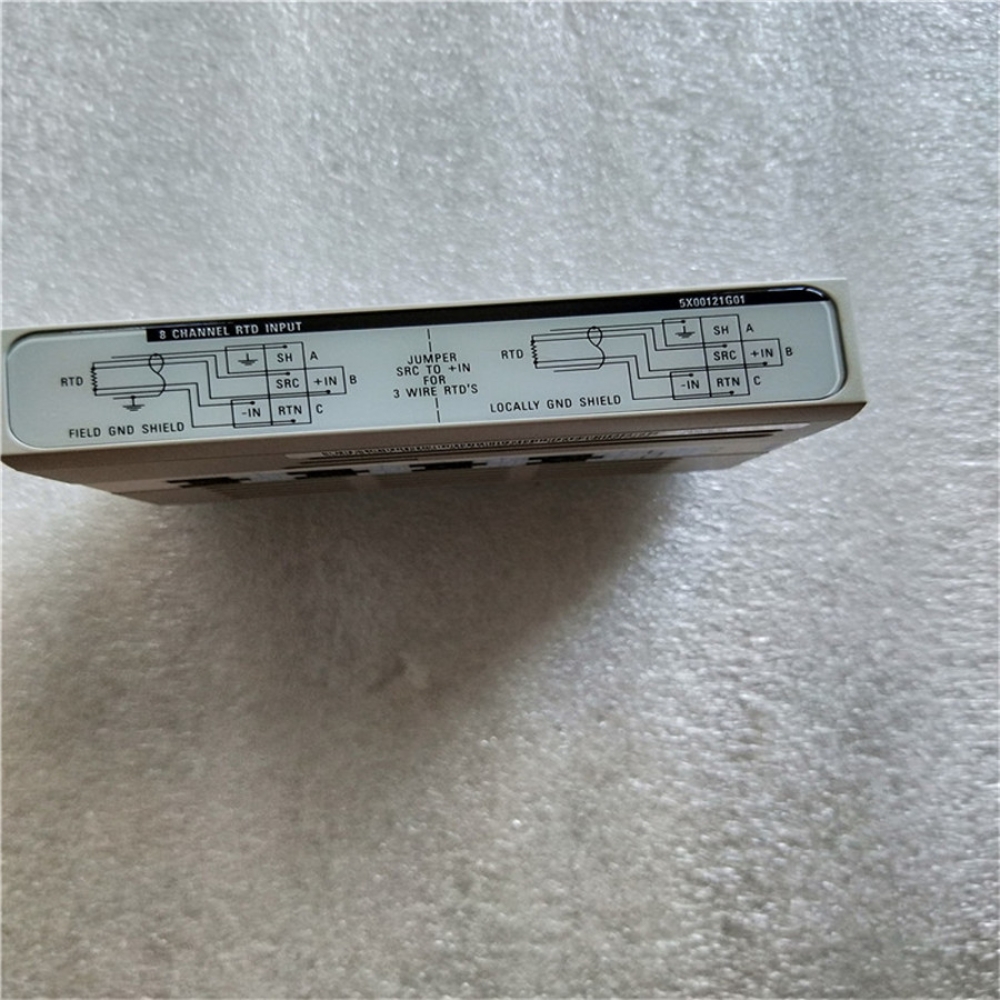 8 CHANNEL RTD INPUT
5X00121G01
RTD
SH
A
SRC
+IN
B
-IN
RTN
C
FIELD GND SHIELD
JUMPER
SRC TO +IN
FOR
3 WIRE RTD'S
RTD
SH
A
SRC
+IN
B
-IN
RTN
C
LOCALLY GND SHIELD